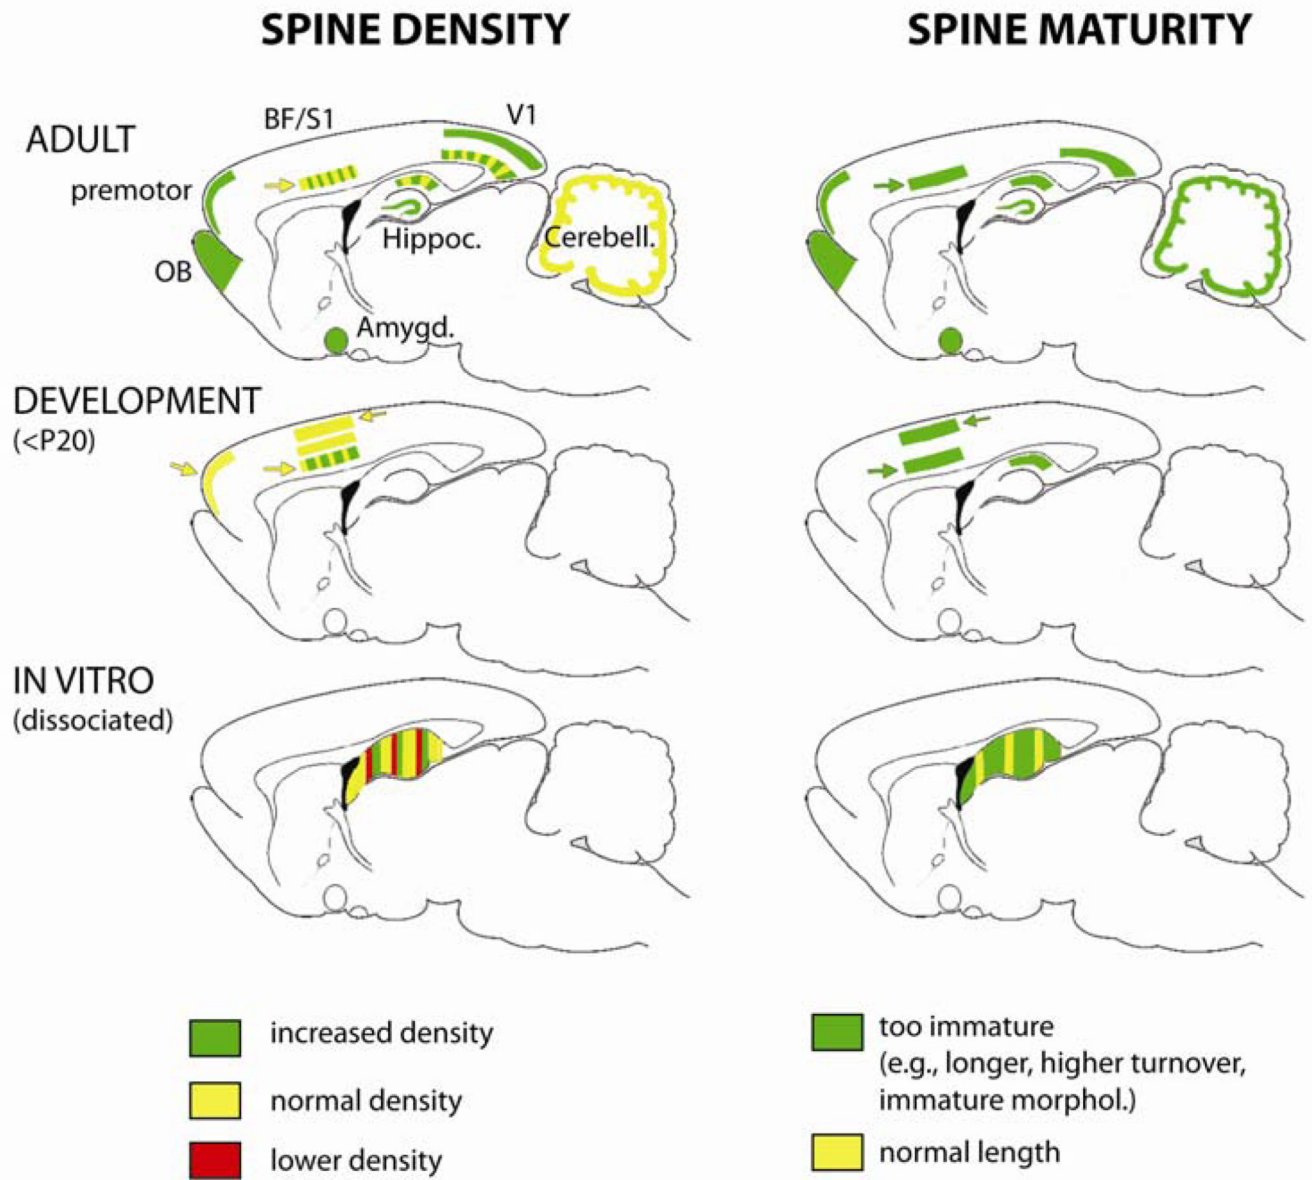 SPINE DENSITY
SPINE MATURITY
ADULT
BF/S1
V1
premotor
OB
Hippoc.
Cerebell.
Amygd.
DEVELOPMENT
(<P20)
IN VITRO
(dissociated)
increased density
normal density
lower density
too immature
(e.g., longer, higher turnover,
immature morphol.)
normal length